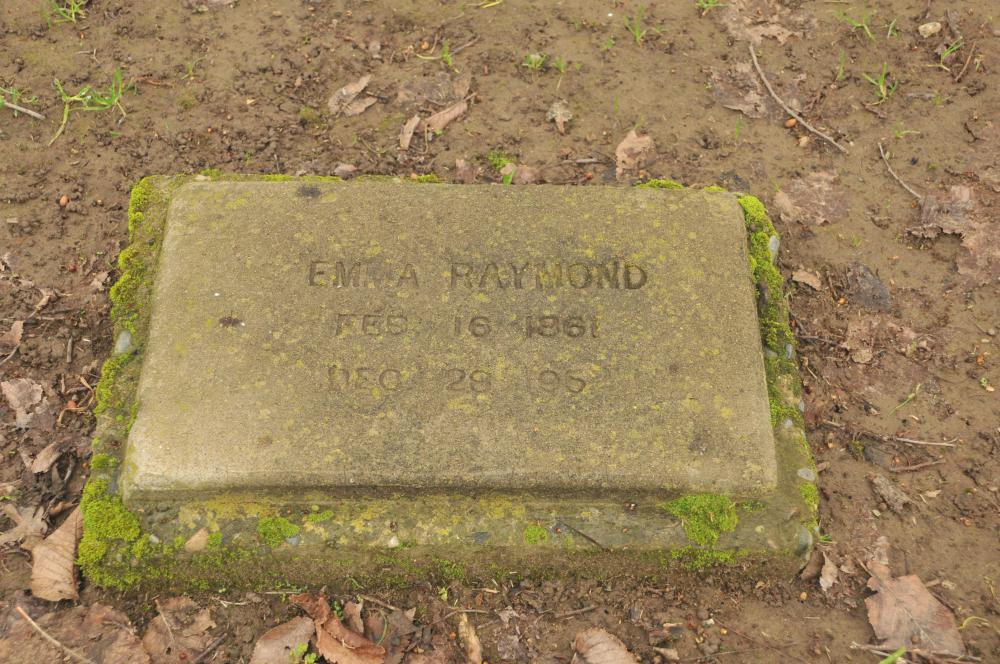 EMMA RAYMOND
FEB 16 1861
DEC 29